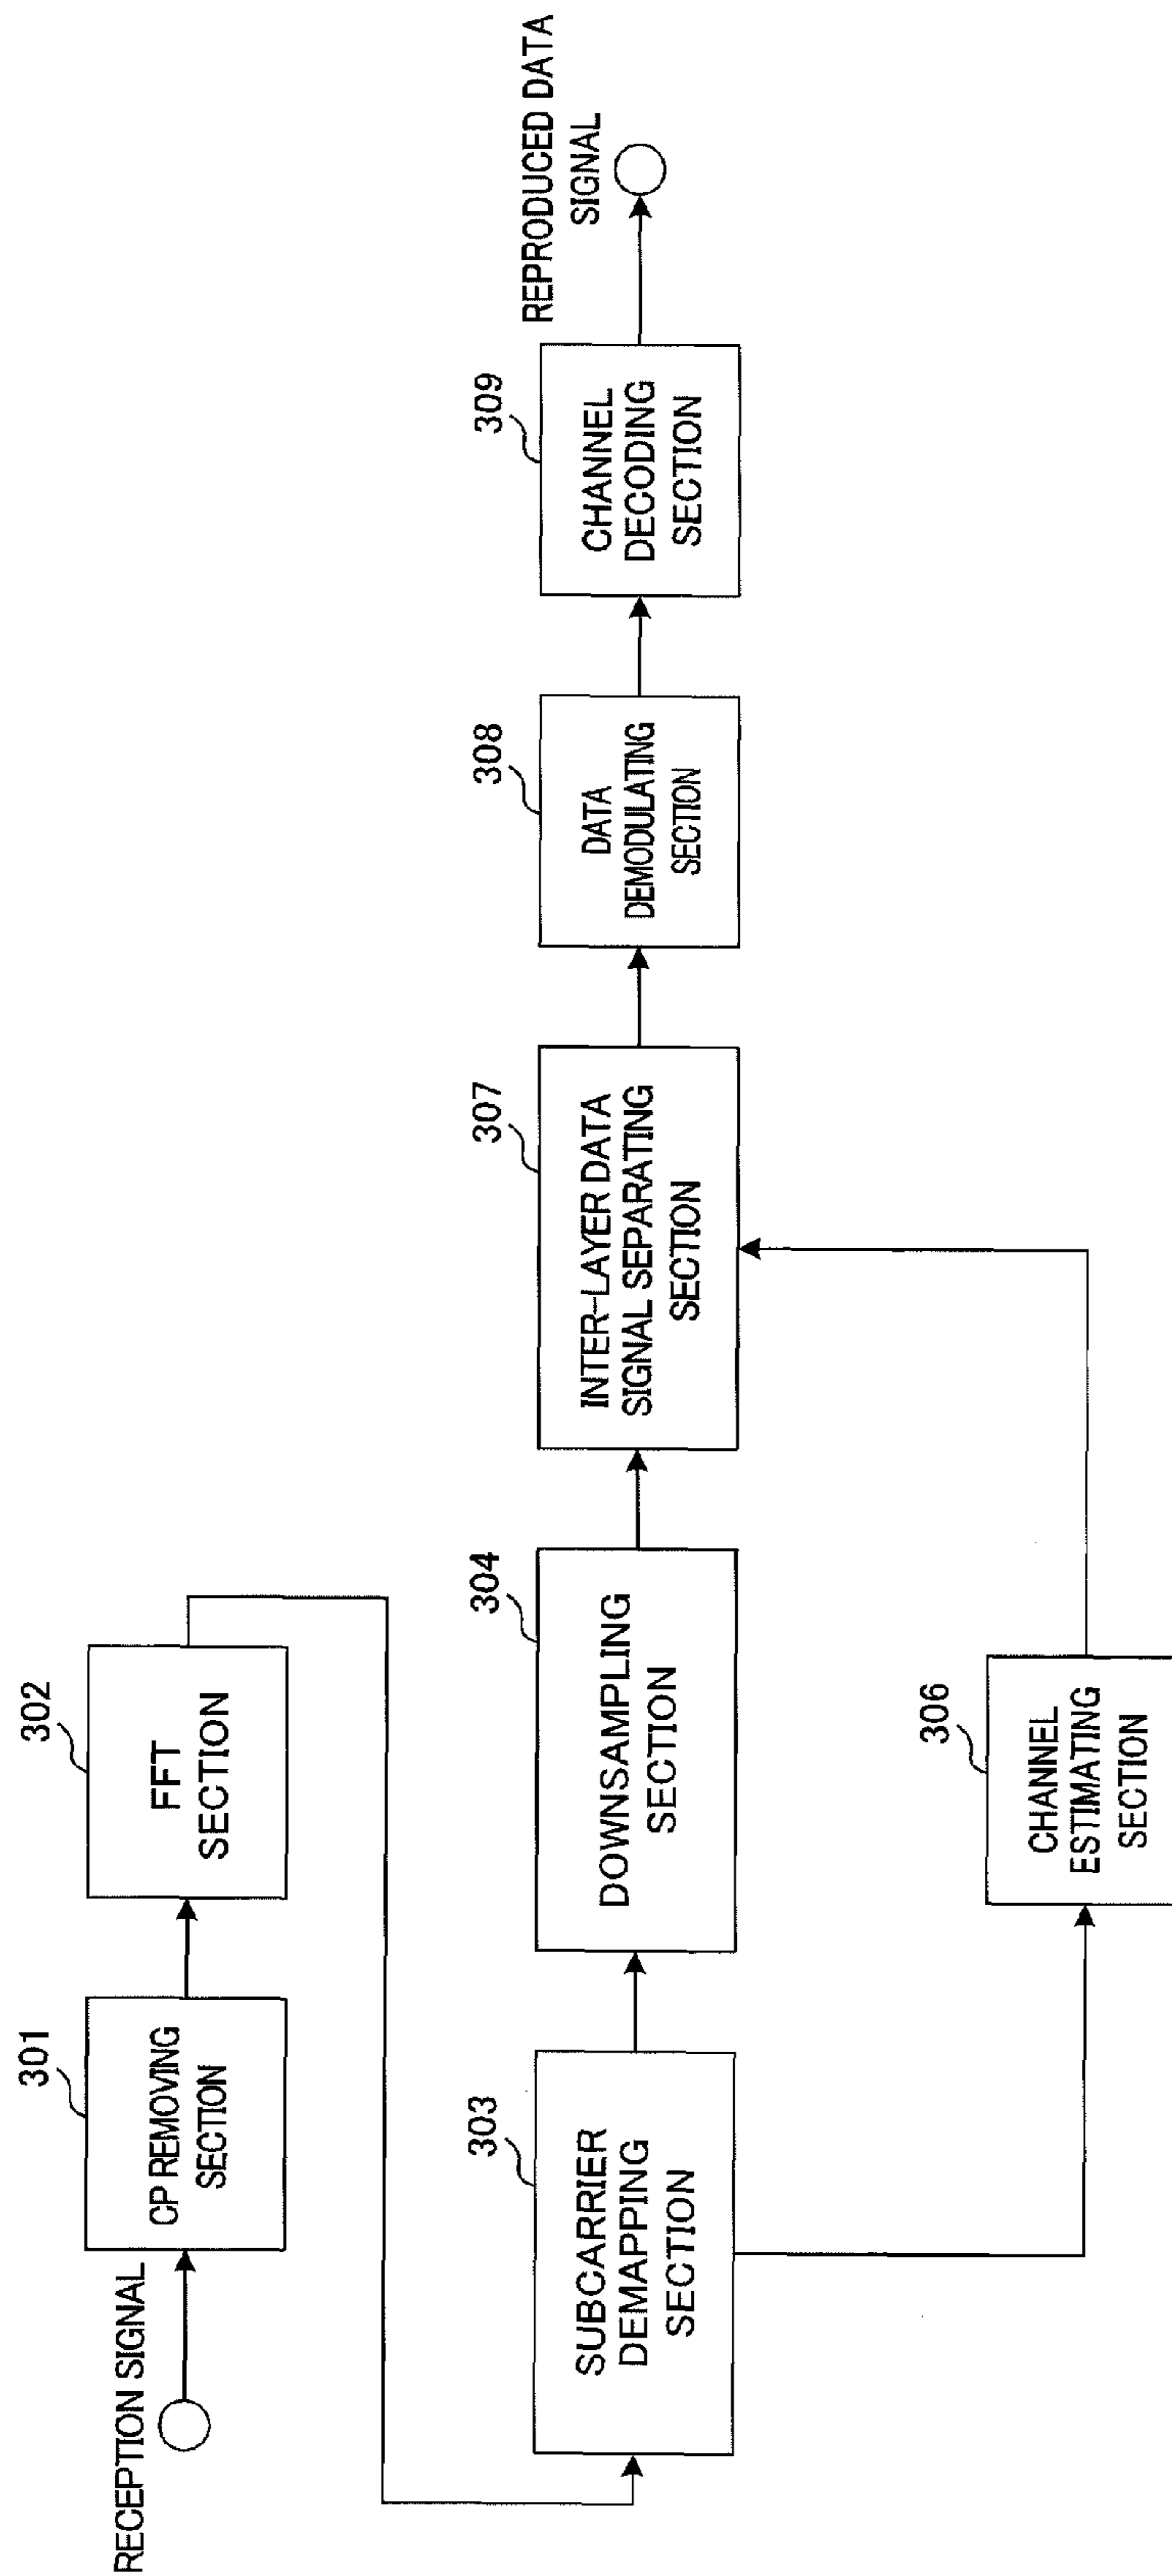 RECEPTION SIGNAL
301
CP REMOVING
SECTION
302
FFT
SECTION
303
SUBCARRIER
DEMAPPING
SECTION
304
DOWNSAMPLING
SECTION
306
CHANNEL
ESTIMATING
SECTION
307
INTER-LAYER DATA
SIGNAL SEPARATING
SECTION
308
DATA
DEMODULATING
SECTION
309
CHANNEL
DECODING
SECTION
REPRODUCED DATA
SIGNAL